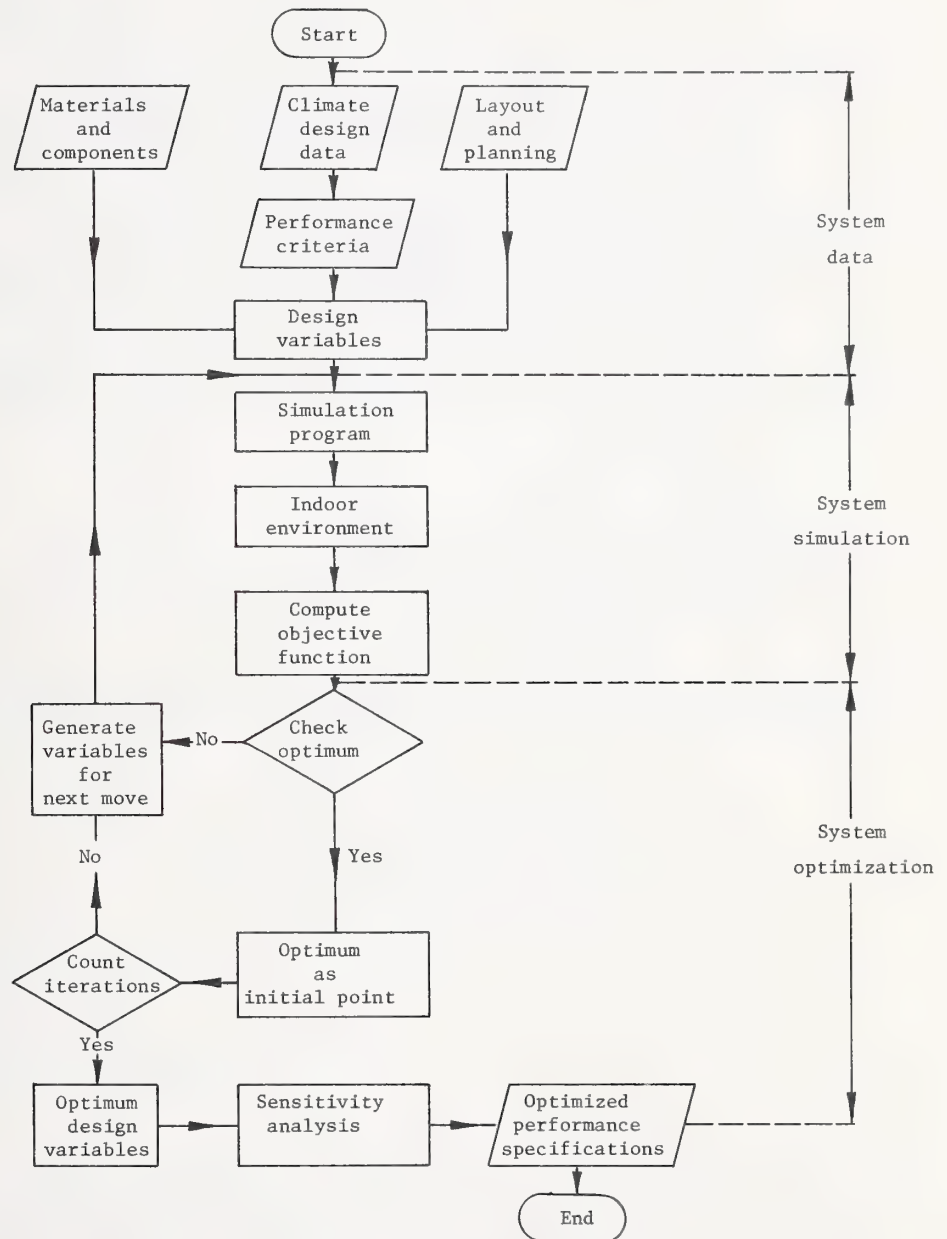 Start
Materials
and
components
Climate
design
data
Layout
and
planning
Performance
criteria
System
data
Design
variables
Simulation
program
Indoor
environment
System
simulation
Compute
objective
function
Generate
variables
for
next move
No
Check
optimum
System
optimization
No
Yes
Count
iterations
Optimum
as
initial point
Yes
Optimum
design
variables
Sensitivity
analysis
Optimized
performance
specifications
End